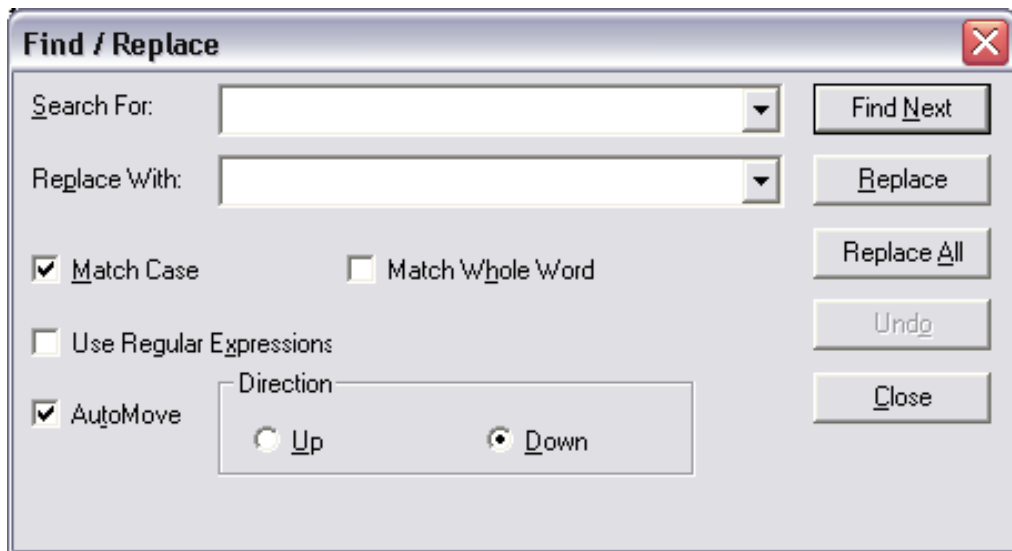 Find / Replace
Search For:
Find Next
Replace With:
Replace
Match Case
Match Whole Word
Replace All
Use Regular Expressions
Undo
AutoMove
Direction
Up
Down
Close